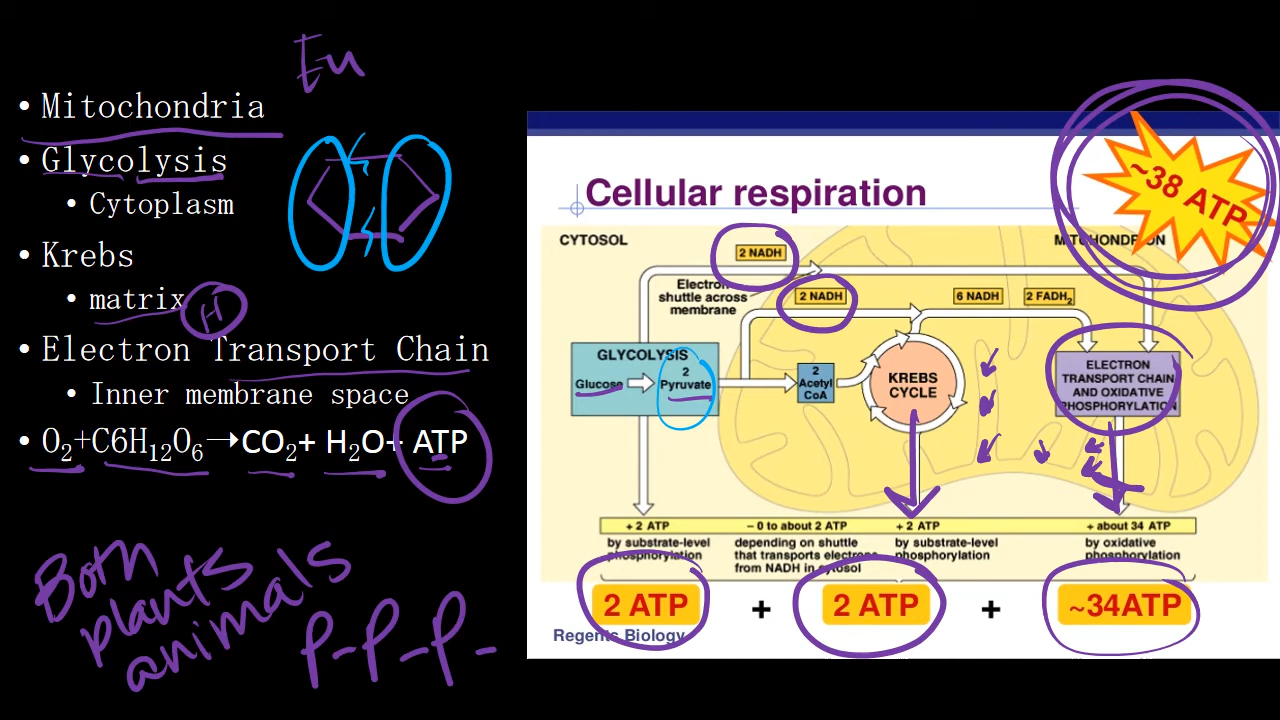 Eu
• Mitochondria
• Glycolysis
• Cytoplasm
• Krebs
• matrix H
• Electron Transport Chain
• Inner membrane space
• O₂+C6H₁₂O₆→CO₂+ H₂O+ ATP
Both
plants
animals
P-P-P-
~38 ATP
Cellular respiration
CYTOSOL
MITOCHONDRION
2 NADH
Electron
shuttle across
membrane
2 NADH
6 NADH
2 FADH₂
GLYCOLYSIS
2
Glucose Pyruvate
2
Acetyl
CoA
KREBS
CYCLE
ELECTRON
TRANSPORT CHAIN
AND OXIDATIVE
PHOSPHORYLATION
+ 2 ATP
by substrate-level
phosphorylation
– 0 to about 2 ATP
depending on shuttle
that transports electrons
from NADH in cytosol
+ 2 ATP
by substrate-level
phosphorylation
+ about 34 ATP
by oxidative
phosphorylation
2 ATP + 2 ATP + ~34ATP
Regents Biology